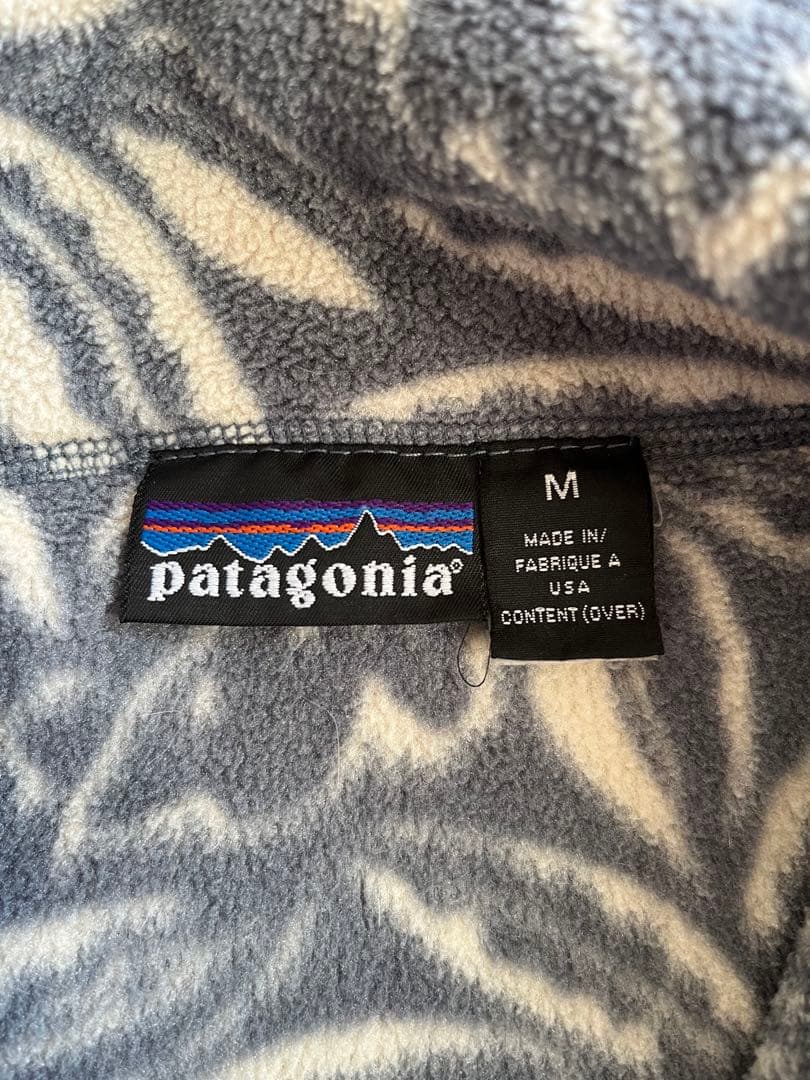 patagonia®
M
MADE IN/
FABRIQUE A
USA
CONTENT (OVER)